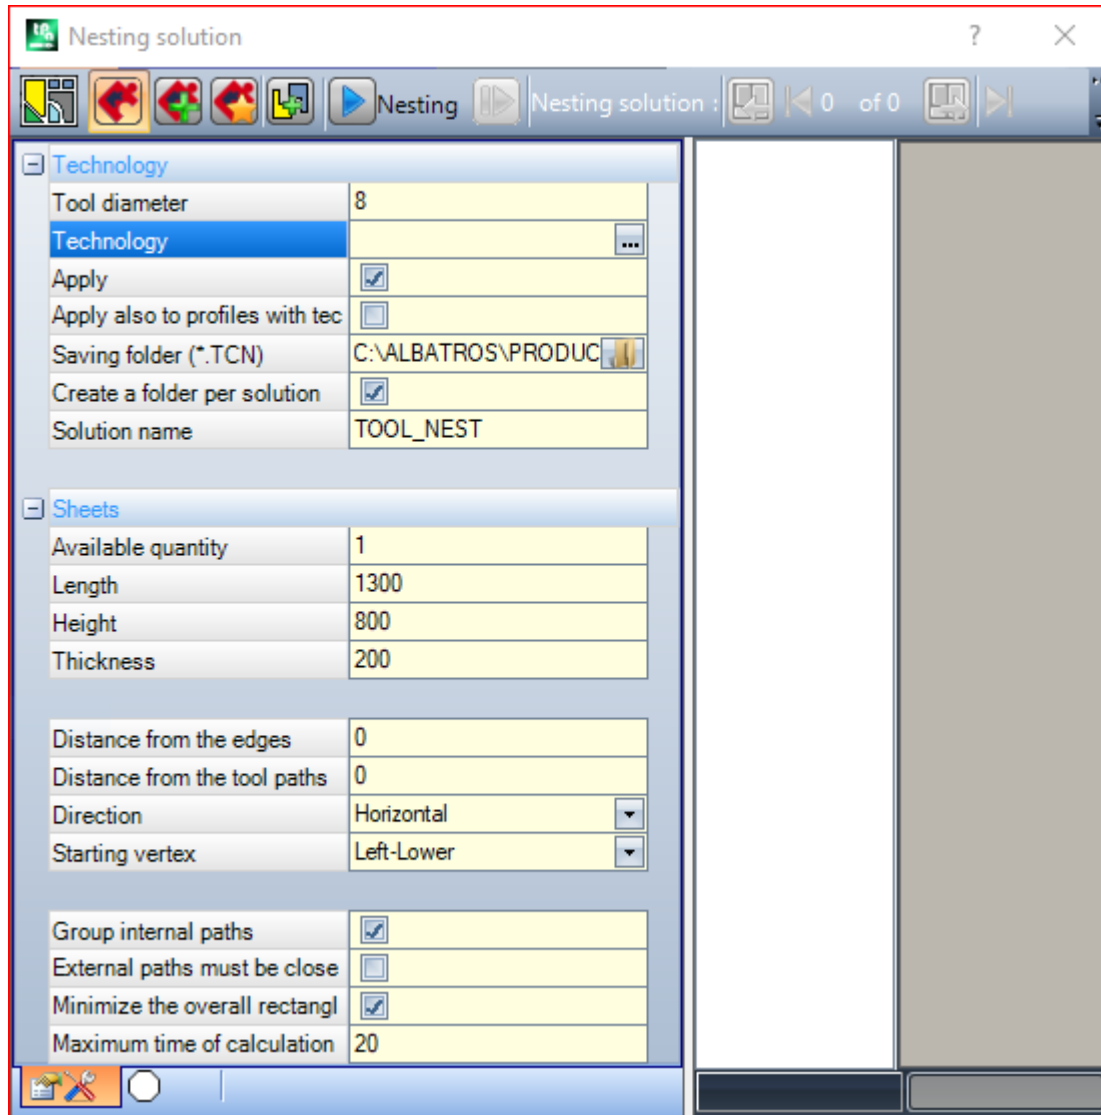 Nesting solution ?
Nesting Nesting solution : 0 of 0
Technology
Tool diameter 8
Technology ...
Apply
Apply also to profiles with tec
Saving folder (*.TCN) C:\ALBATROS\PRODUC
Create a folder per solution
Solution name TOOL_NEST
Sheets
Available quantity 1
Length 1300
Height 800
Thickness 200
Distance from the edges 0
Distance from the tool paths 0
Direction Horizontal
Starting vertex Left-Lower
Group internal paths
External paths must be close
Minimize the overall rectangl
Maximum time of calculation 20